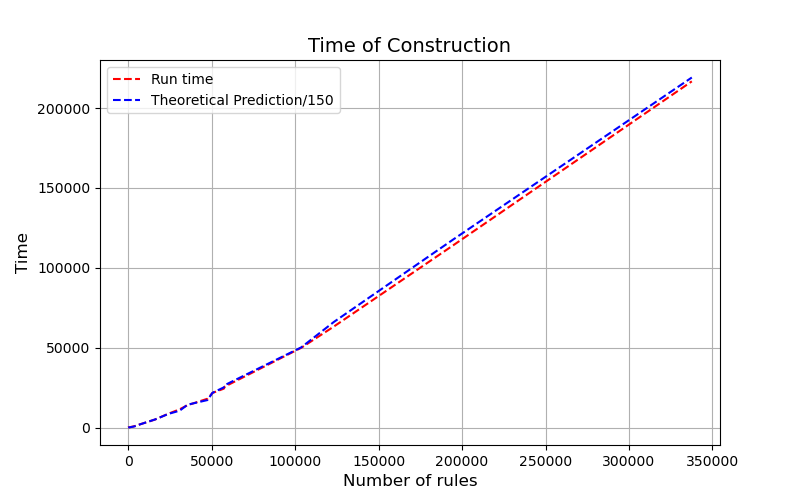 Time of Construction
Run time
Theoretical Prediction/150
Time
200000
150000
100000
50000
0
0 50000 100000 150000 200000 250000 300000 350000
Number of rules